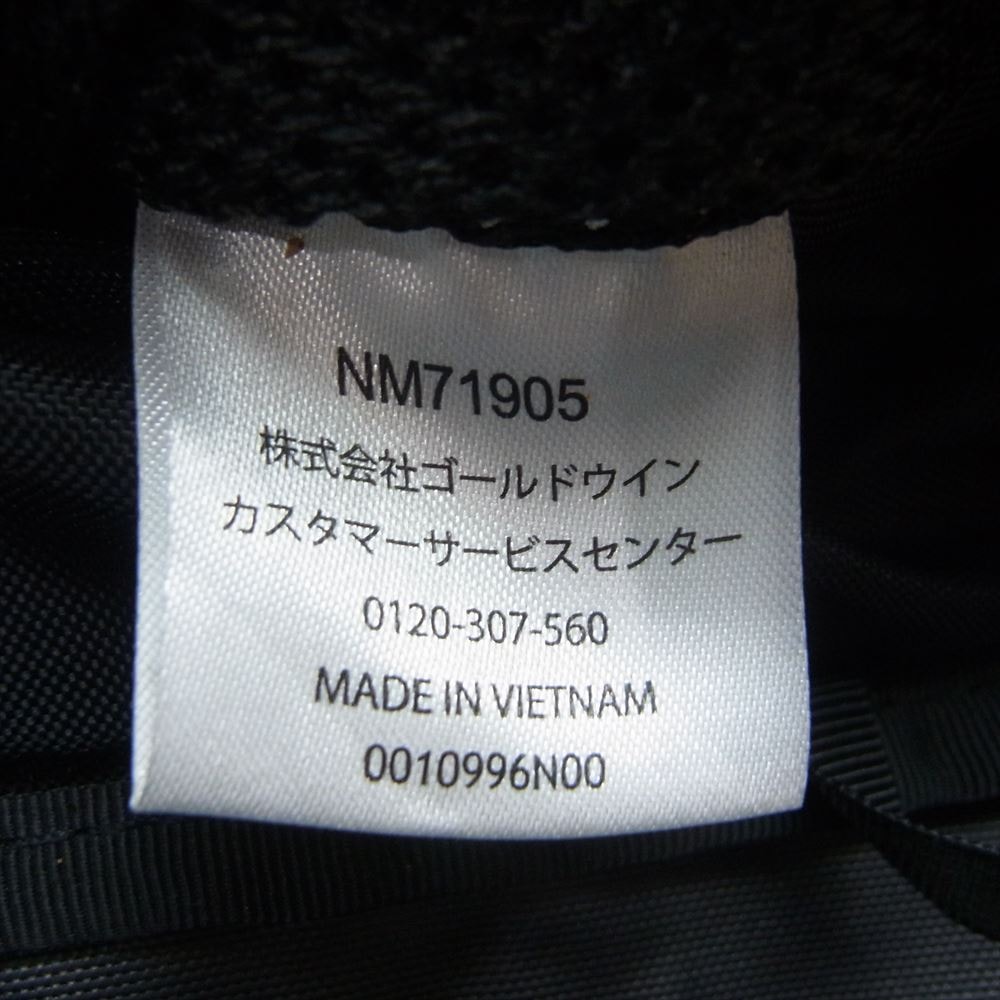 NM71905
株式会社ゴールドウイン
カスタマーサービスセンター
0120-307-560
MADE IN VIETNAM
0010996N00